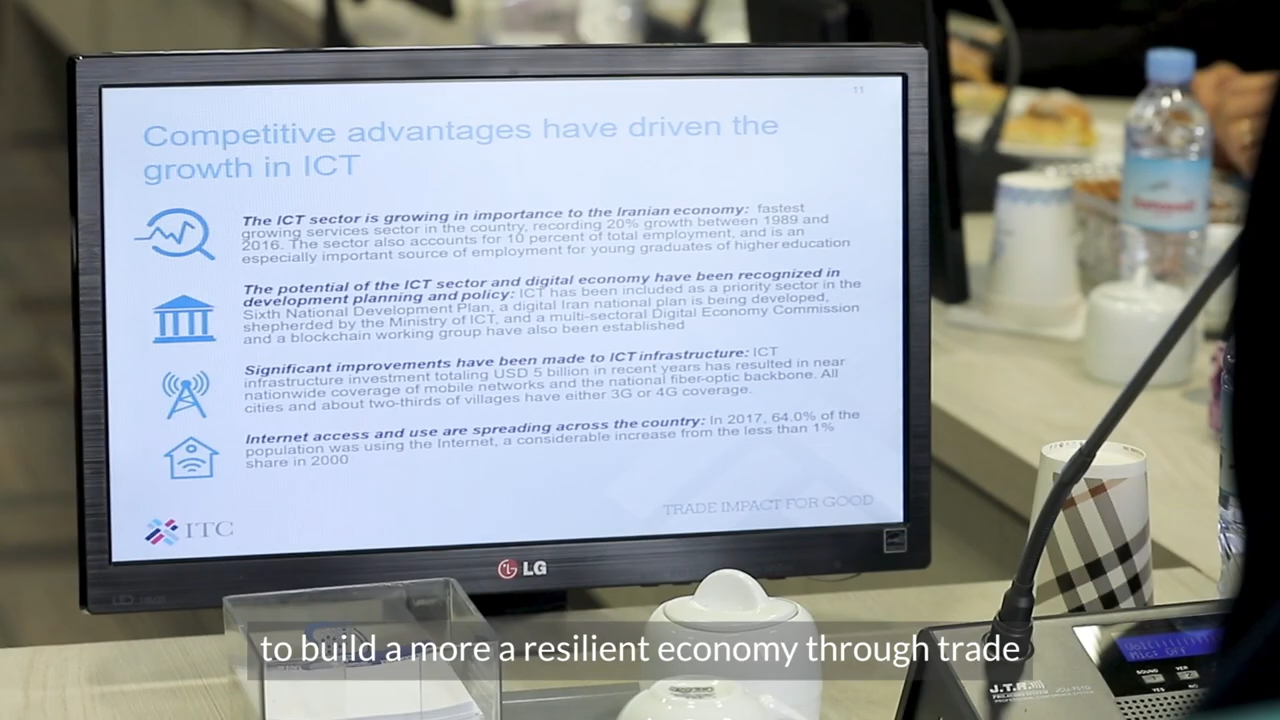 11
Competitive advantages have driven the
growth in ICT
The ICT sector is growing in importance to the Iranian economy: fastest
growing services sector in the country, recording 20% growth between 1989 and
2016. The sector also accounts for 10 percent of total employment, and is an
especially important source of employment for young graduates of higher education
The potential of the ICT sector and digital economy have been recognized in
development planning and policy: ICT has been included as a priority sector in the
Sixth National Development Plan, a digital Iran national plan is being developed,
shepherded by the Ministry of ICT, and a multi-sectoral Digital Economy Commission
and a blockchain working group have also been established
Significant improvements have been made to ICT infrastructure: ICT
infrastructure investment totaling USD 5 billion in recent years has resulted in near
nationwide coverage of mobile networks and the national fiber-optic backbone. All
cities and about two-thirds of villages have either 3G or 4G coverage.
Internet access and use are spreading across the country: In 2017, 64.0% of the
population was using the Internet, a considerable increase from the less than 1%
share in 2000
TRADE IMPACT FOR GOOD
ITC
LG
to build a more a resilient economy through trade
Mic: Off
J.T.R